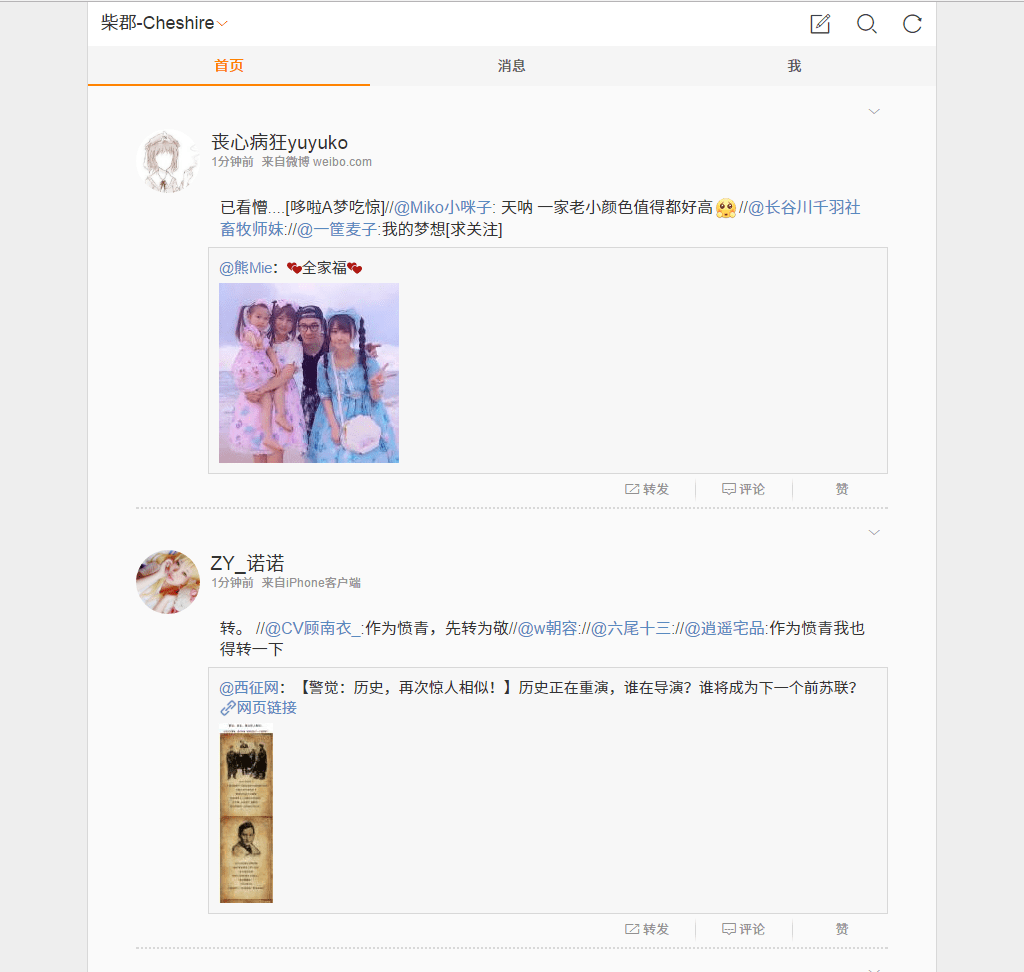 柴郡-Cheshire
首页
消息
我
丧心病狂yuyuko
1分钟前 来自微博 weibo.com
已看懵....[哆啦A梦吃惊]//@Miko小咪子: 天呐 一家老小颜色值得都好高//@长谷川千羽社
畜牧师妹://@一筐麦子:我的梦想[求关注]
@熊Mie：全家福
转发
评论
赞
ZY_诺诺
1分钟前 来自iPhone客户端
转。 //@CV顾南衣_:作为愤青，先转为敬//@w朝容://@六尾十三://@逍遥宅品:作为愤青我也
得转一下
@西征网：【警觉：历史，再次惊人相似！】历史正在重演，谁在导演？谁将成为下一个前苏联？
网页链接
转发
评论
赞